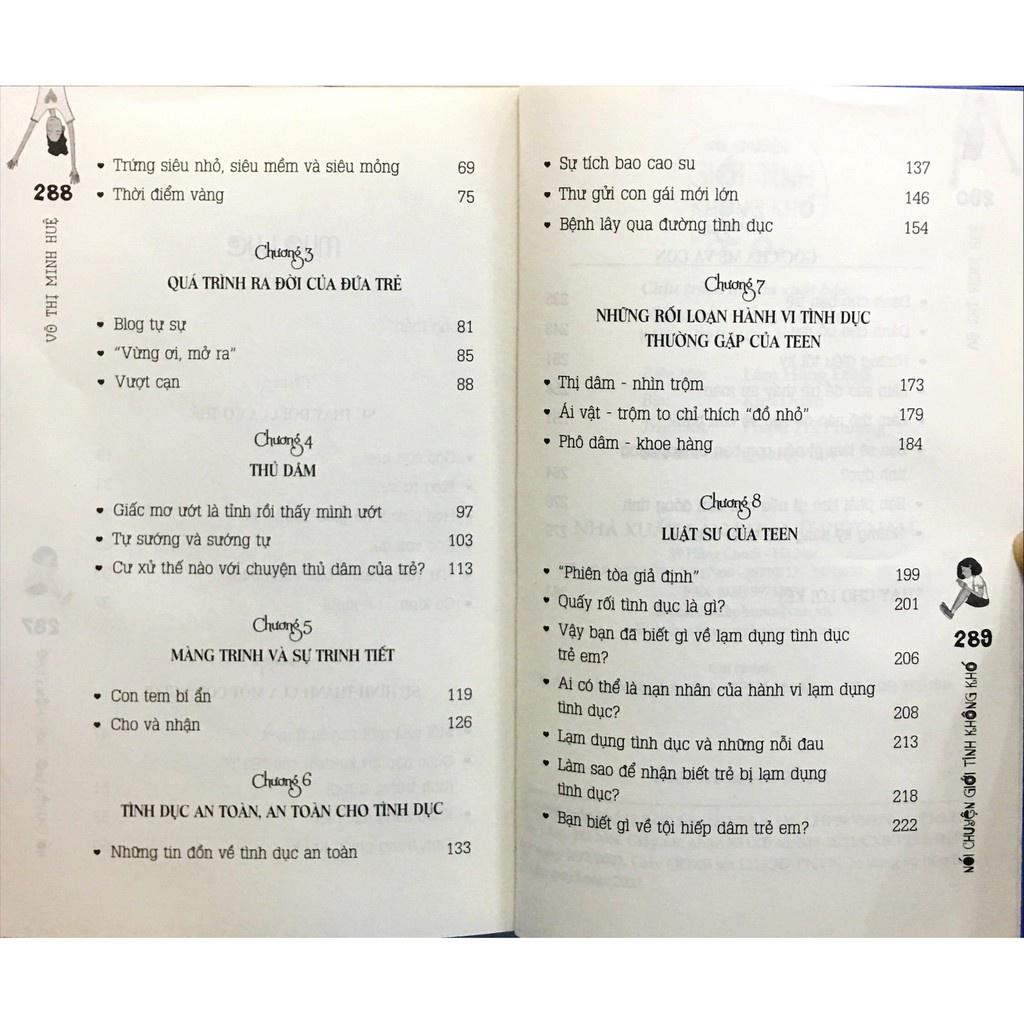 288
VÕ THỊ MINH HUỆ
• Trứng siêu nhỏ, siêu mềm và siêu mỏng 69
• Thời điểm vàng 75
Chương 3
QUÁ TRÌNH RA ĐỜI CỦA ĐỨA TRẺ
• Blog tự sự 81
• "Vừng ơi, mở ra" 85
• Vượt cạn 88
Chương 4
THỦ DÂM
• Giấc mơ ướt là tỉnh rồi thấy mình ướt 97
• Tự sướng và sướng tự 103
• Cư xử thế nào với chuyện thủ dâm của trẻ? 113
Chương 5
MÀNG TRINH VÀ SỰ TRINH TIẾT
• Con tem bí ẩn 119
• Cho và nhận 126
Chương 6
TÌNH DỤC AN TOÀN, AN TOÀN CHO TÌNH DỤC
• Những tin đồn về tình dục an toàn 133
• Sự tích bao cao su 137
• Thư gửi con gái mới lớn 146
• Bệnh lây qua đường tình dục 154
Chương 7
NHỮNG RỐI LOẠN HÀNH VI TÌNH DỤC
THƯỜNG GẶP CỦA TEEN
• Thị dâm - nhìn trộm 173
• Ái vật - trộm to chỉ thích "đồ nhỏ" 179
• Phô dâm - khoe hàng 184
Chương 8
LUẬT SƯ CỦA TEEN
• "Phiên tòa giả định" 199
• Quấy rối tình dục là gì? 201
• Vậy bạn đã biết gì về lạm dụng tình dục
trẻ em? 206
• Ai có thể là nạn nhân của hành vi lạm dụng
tình dục? 208
• Lạm dụng tình dục và những nỗi đau 213
• Làm sao để nhận biết trẻ bị lạm dụng
tình dục? 218
• Bạn biết gì về tội hiếp dâm trẻ em? 222
289
NÓI CHUYỆN GIỚI TÍNH KHÔNG KHÓ